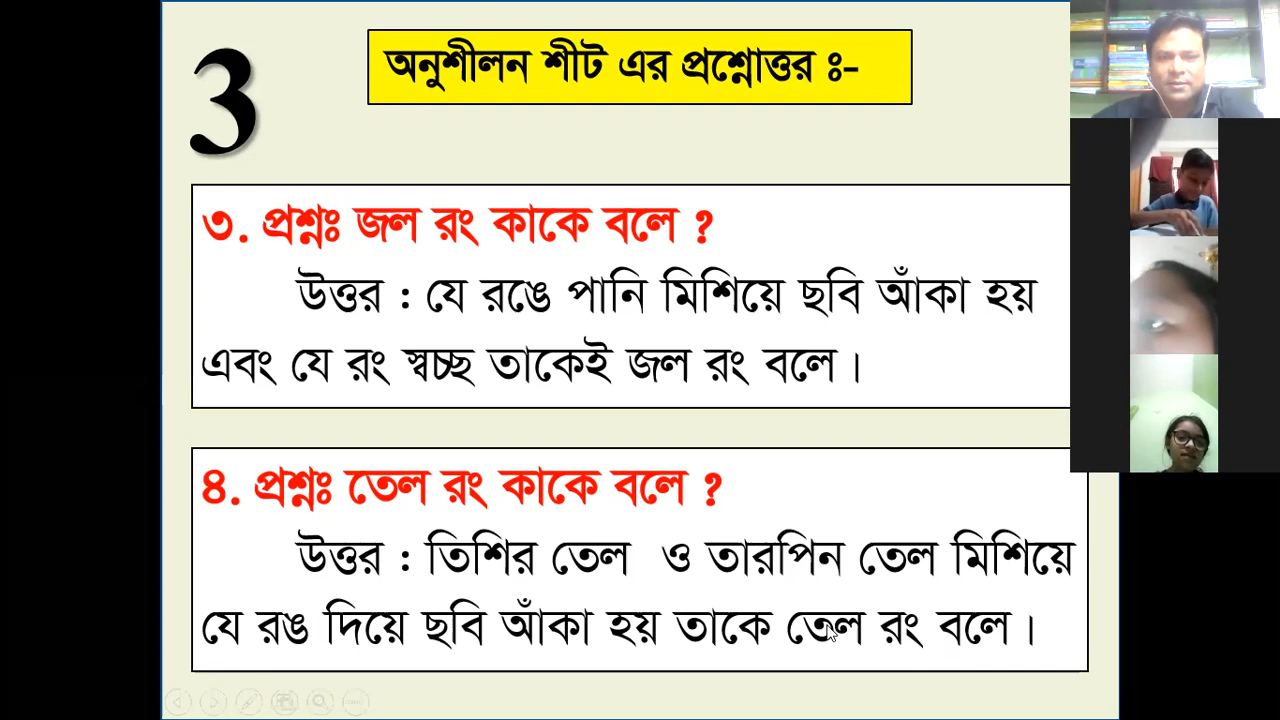 3
অনুশীলন শীট এর প্রশ্নোত্তর ঃ-
৩. প্রশ্নঃ জল রং কাকে বলে ?
উত্তর : যে রঙে পানি মিশিয়ে ছবি আঁকা হয়
এবং যে রং স্বচ্ছ তাকেই জল রং বলে।
৪. প্রশ্নঃ তেল রং কাকে বলে ?
উত্তর : তিশির তেল ও তারপিন তেল মিশিয়ে
যে রঙ দিয়ে ছবি আঁকা হয় তাকে তেল রং বলে।